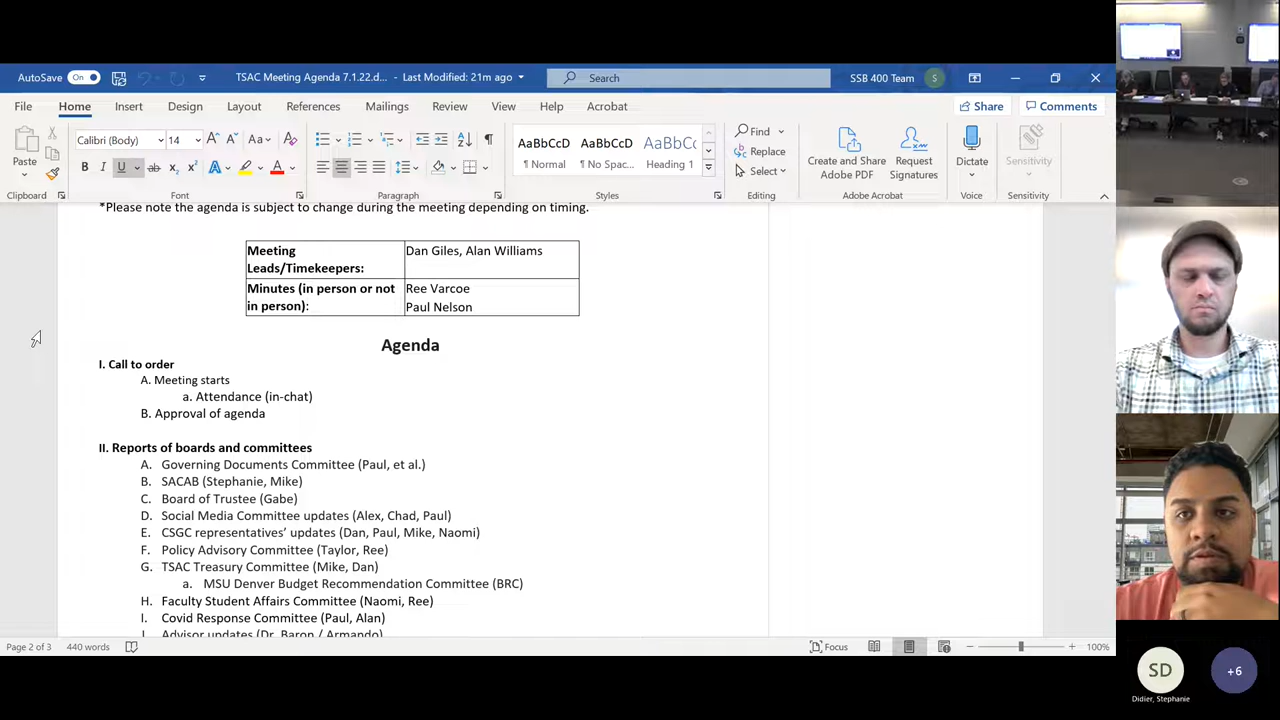 AutoSave On TSAC Meeting Agenda 7.1.22.d... - Last Modified: 21m ago Search SSB 400 Team S
File Home Insert Design Layout References Mailings Review View Help Acrobat Share Comments
Calibri (Body) 14 Aa AaBbCcD AaBbCcD AaBbCc Find
Paste Replace Create and Share Request Dictate Sensitivity
B I U ab x₂ x² A A Normal No Spac... Heading 1 Select Adobe PDF Signatures
Clipboard Font Paragraph Styles Editing Adobe Acrobat Voice Sensitivity
*Please note the agenda is subject to change during the meeting depending on timing.
Meeting Dan Giles, Alan Williams
Leads/Timekeepers:
Minutes (in person or not Ree Varcoe
in person): Paul Nelson
Agenda
I. Call to order
A. Meeting starts
a. Attendance (in-chat)
B. Approval of agenda
II. Reports of boards and committees
A. Governing Documents Committee (Paul, et al.)
B. SACAB (Stephanie, Mike)
C. Board of Trustee (Gabe)
D. Social Media Committee updates (Alex, Chad, Paul)
E. CSGC representatives' updates (Dan, Paul, Mike, Naomi)
F. Policy Advisory Committee (Taylor, Ree)
G. TSAC Treasury Committee (Mike, Dan)
a. MSU Denver Budget Recommendation Committee (BRC)
H. Faculty Student Affairs Committee (Naomi, Ree)
I. Covid Response Committee (Paul, Alan)
J. Advisor updates (Dr. Baron / Armando)
Page 2 of 3 440 words Focus 100%
SD +6
Didier, Stephanie